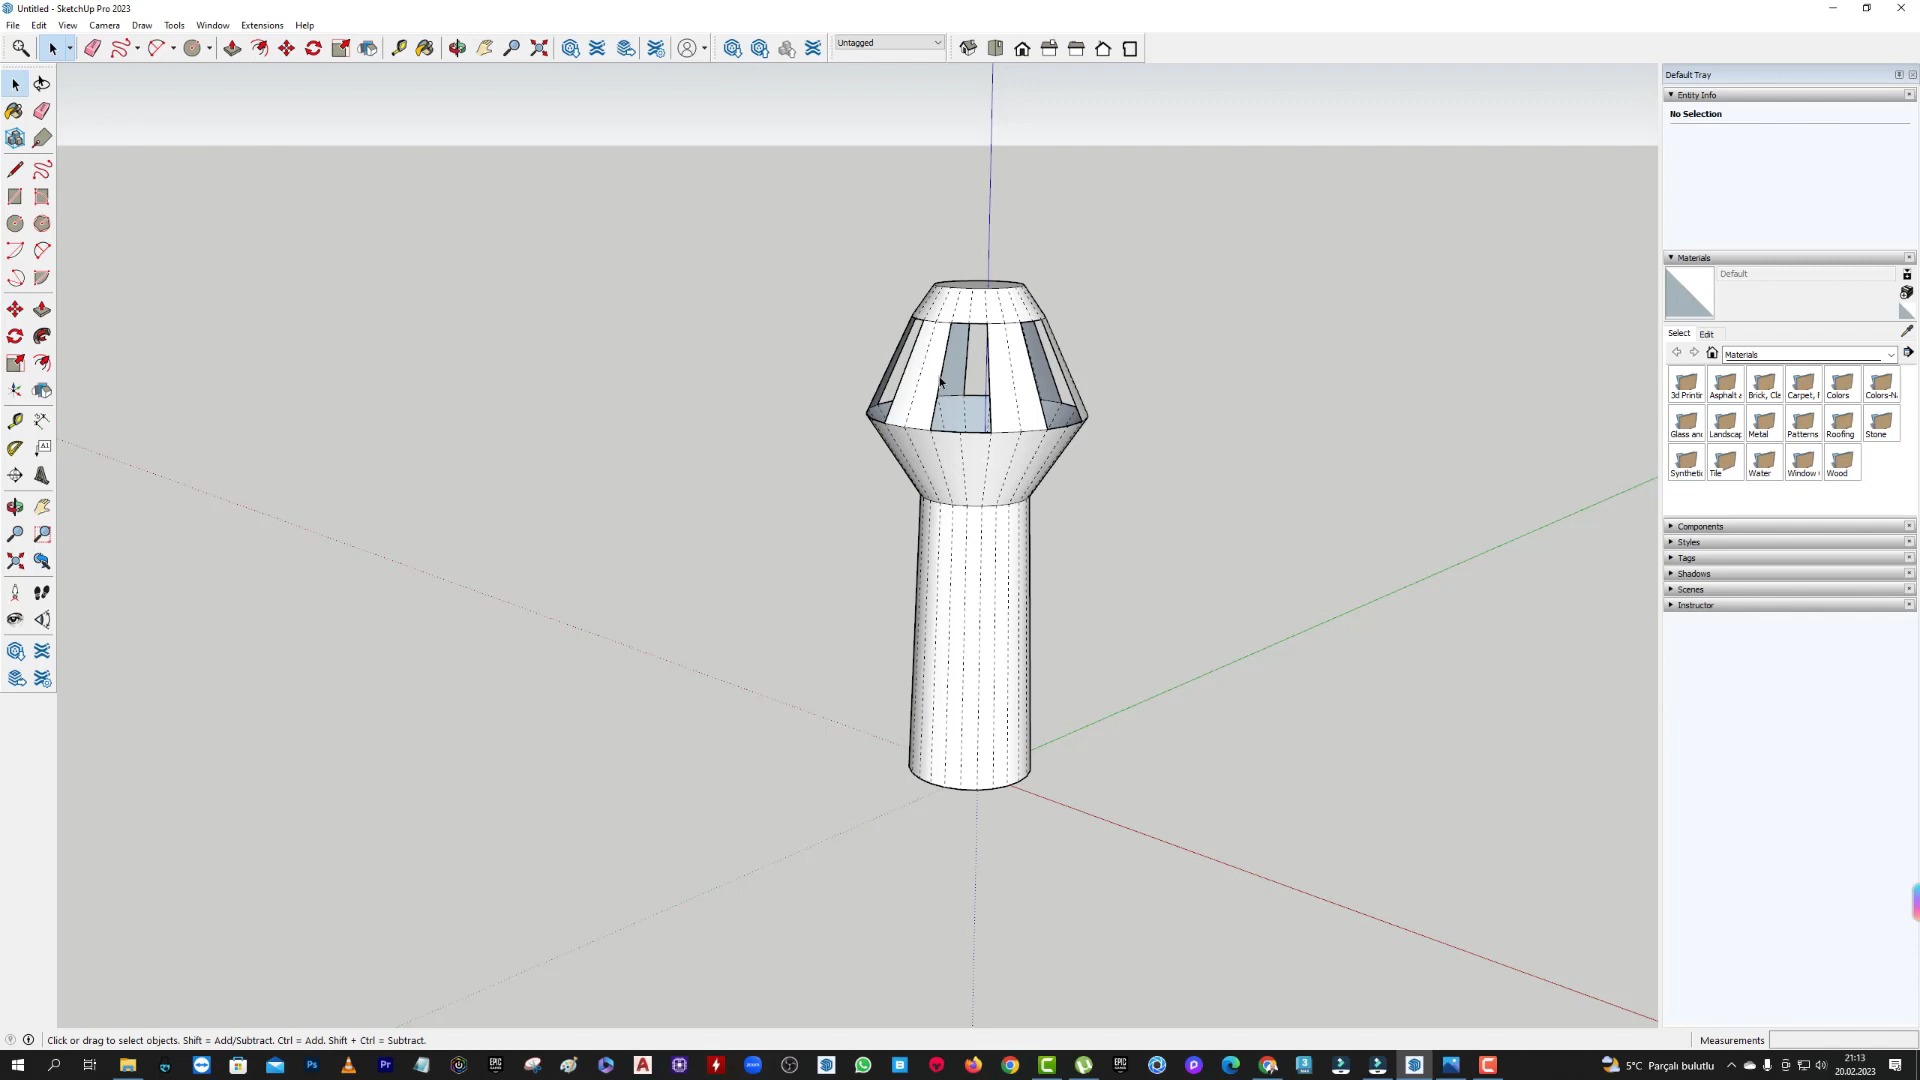 Untitled - SketchUp Pro 2023
File Edit View Camera Draw Tools Window Extensions Help
Untagged
Default Tray
Entity Info
No Selection
Materials
Default
Select Edit
Materials
3d Printir Asphalt a Brick, Cla Carpet, F Colors Colors-N
Glass and Landscap Metal Patterns Roofing Stone
Synthetic Tile Water Window Wood
Components
Styles
Tags
Shadows
Scenes
Instructor
Click or drag to select objects. Shift = Add/Subtract. Ctrl = Add. Shift + Ctrl = Subtract.
Measurements
5°C Parçalı bulutlu
21:13
20.02.2023